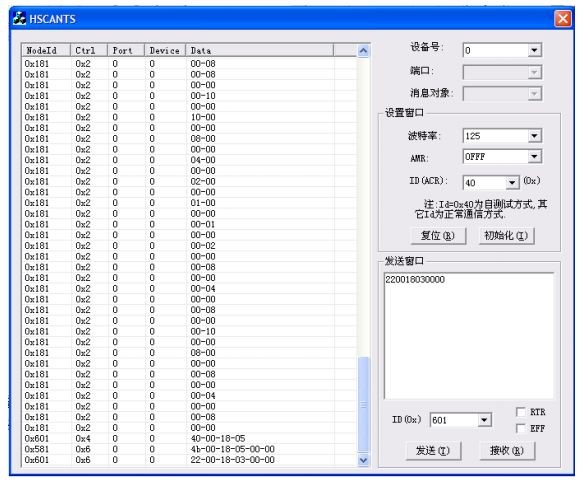 HSCANTS
NodeId Ctrl Port Device Data
0x181 0x2 0 0 00-08
0x181 0x2 0 0 00-08
0x181 0x2 0 0 00-00
0x181 0x2 0 0 00-10
0x181 0x2 0 0 00-00
0x181 0x2 0 0 10-00
0x181 0x2 0 0 00-00
0x181 0x2 0 0 08-00
0x181 0x2 0 0 00-00
0x181 0x2 0 0 04-00
0x181 0x2 0 0 00-00
0x181 0x2 0 0 02-00
0x181 0x2 0 0 00-00
0x181 0x2 0 0 01-00
0x181 0x2 0 0 00-00
0x181 0x2 0 0 00-01
0x181 0x2 0 0 00-00
0x181 0x2 0 0 00-02
0x181 0x2 0 0 00-00
0x181 0x2 0 0 00-08
0x181 0x2 0 0 00-00
0x181 0x2 0 0 00-04
0x181 0x2 0 0 00-00
0x181 0x2 0 0 00-08
0x181 0x2 0 0 00-00
0x181 0x2 0 0 00-10
0x181 0x2 0 0 00-00
0x181 0x2 0 0 08-00
0x181 0x2 0 0 00-00
0x181 0x2 0 0 00-08
0x181 0x2 0 0 00-00
0x181 0x2 0 0 00-04
0x181 0x2 0 0 00-00
0x181 0x2 0 0 00-08
0x181 0x2 0 0 00-00
0x601 0x4 0 0 40-00-18-05
0x581 0x6 0 0 4b-00-18-05-00-00
0x601 0x6 0 0 22-00-18-03-00-00
设备号: 0
端口:
消息对象:
设置窗口
波特率: 125
AMR: 0FFF
ID(ACR): 40 (0x)
注:Id=0x40为自测试方式,其
它Id为正常通信方式.
复位(R) 初始化(I)
发送窗口
220018030000
ID(0x) 601
RTR
EFF
发送(T) 接收(R)